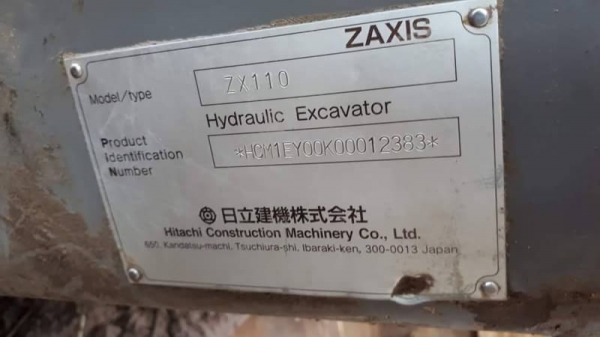 ZAXIS
Model/type ZX110
Hydraulic Excavator
Product
Identification
Number
*HCM1EY00K00012383*
日立建機株式会社
Hitachi Construction Machinery Co., Ltd.
650, Kandatsu-machi, Tsuchiura-shi, Ibaraki-ken, 300-0013 Japan